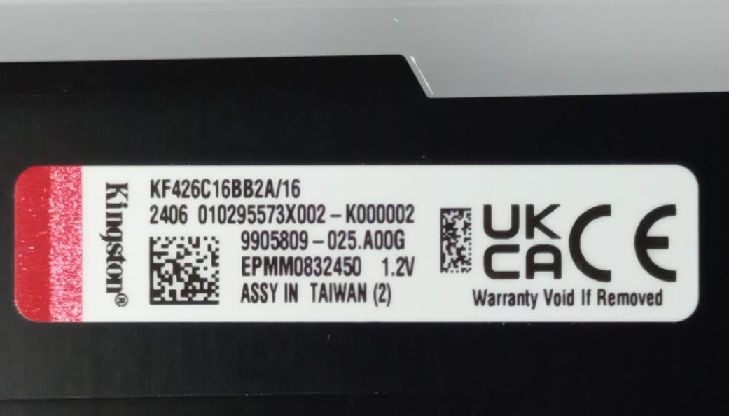 Kingston®
KF426C16BB2A/16
2406 010295573X002-K000002
9905809-025.A00G
EPMM0832450 1.2V
ASSY IN TAIWAN (2)
UK
CA CE
Warranty Void If Removed